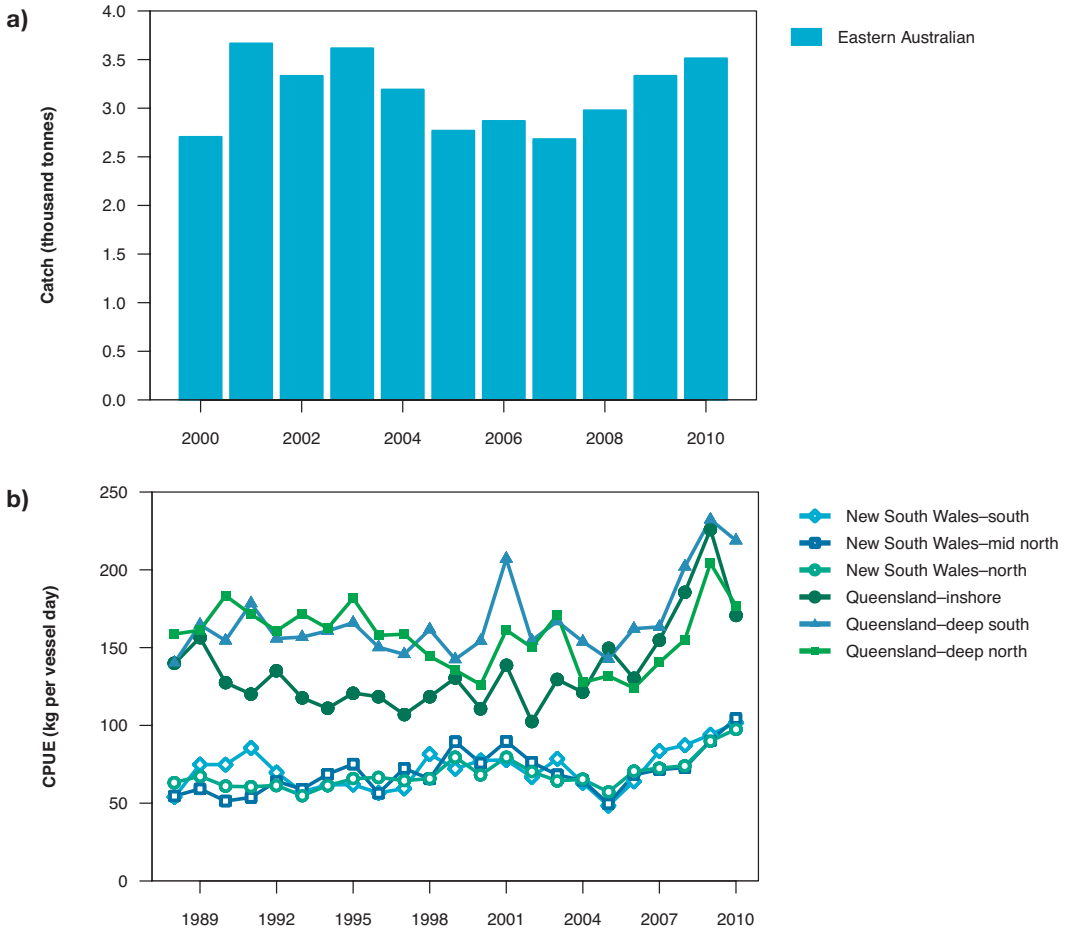 a)
Catch (thousand tonnes)
4.0
3.5
3.0
2.5
2.0
1.5
1.0
0.5
0.0
2000 2002 2004 2006 2008 2010
Eastern Australian
b)
CPUE (kg per vessel day)
250
200
150
100
50
0
1989 1992 1995 1998 2001 2004 2007 2010
New South Wales–south
New South Wales–mid north
New South Wales–north
Queensland–inshore
Queensland–deep south
Queensland–deep north